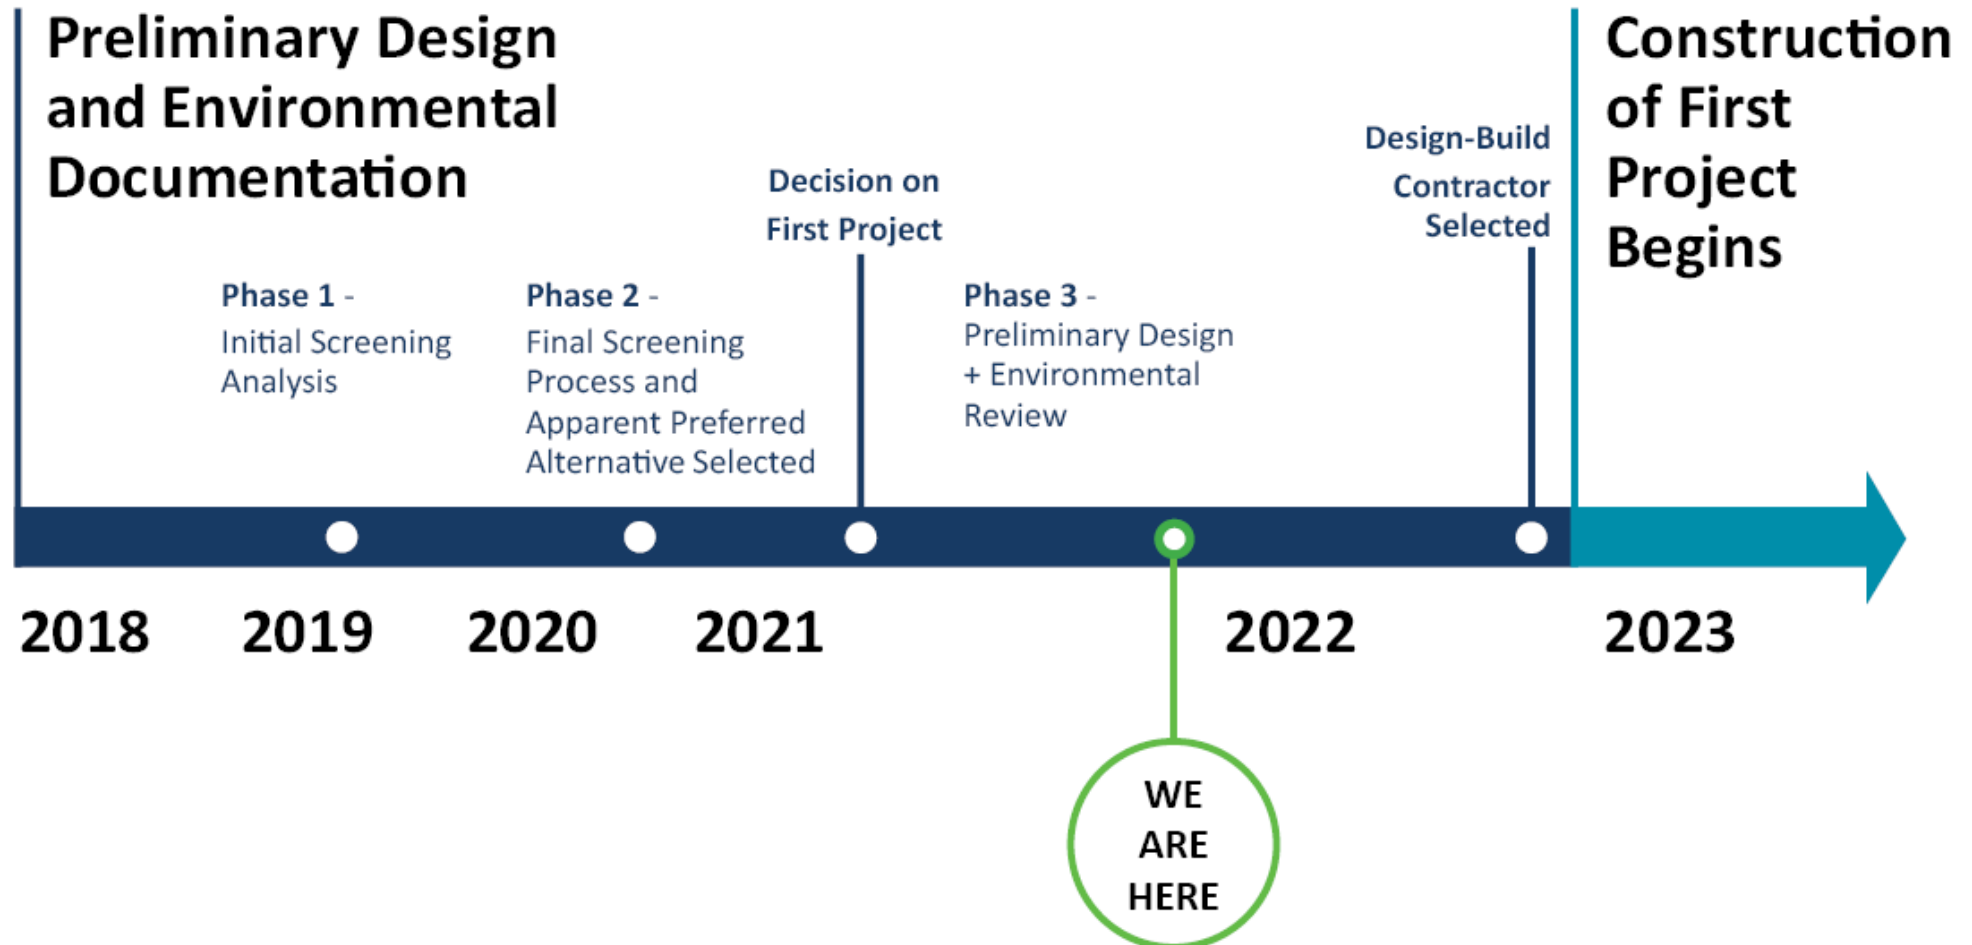 Preliminary Design
and Environmental
Documentation
Construction
of First
Project
Begins
Decision on
First Project
Design-Build
Contractor
Selected
Phase 1 -
Initial Screening
Analysis
Phase 2 -
Final Screening
Process and
Apparent Preferred
Alternative Selected
Phase 3 -
Preliminary Design
+ Environmental
Review
2018 2019 2020 2021 2022 2023
WE
ARE
HERE